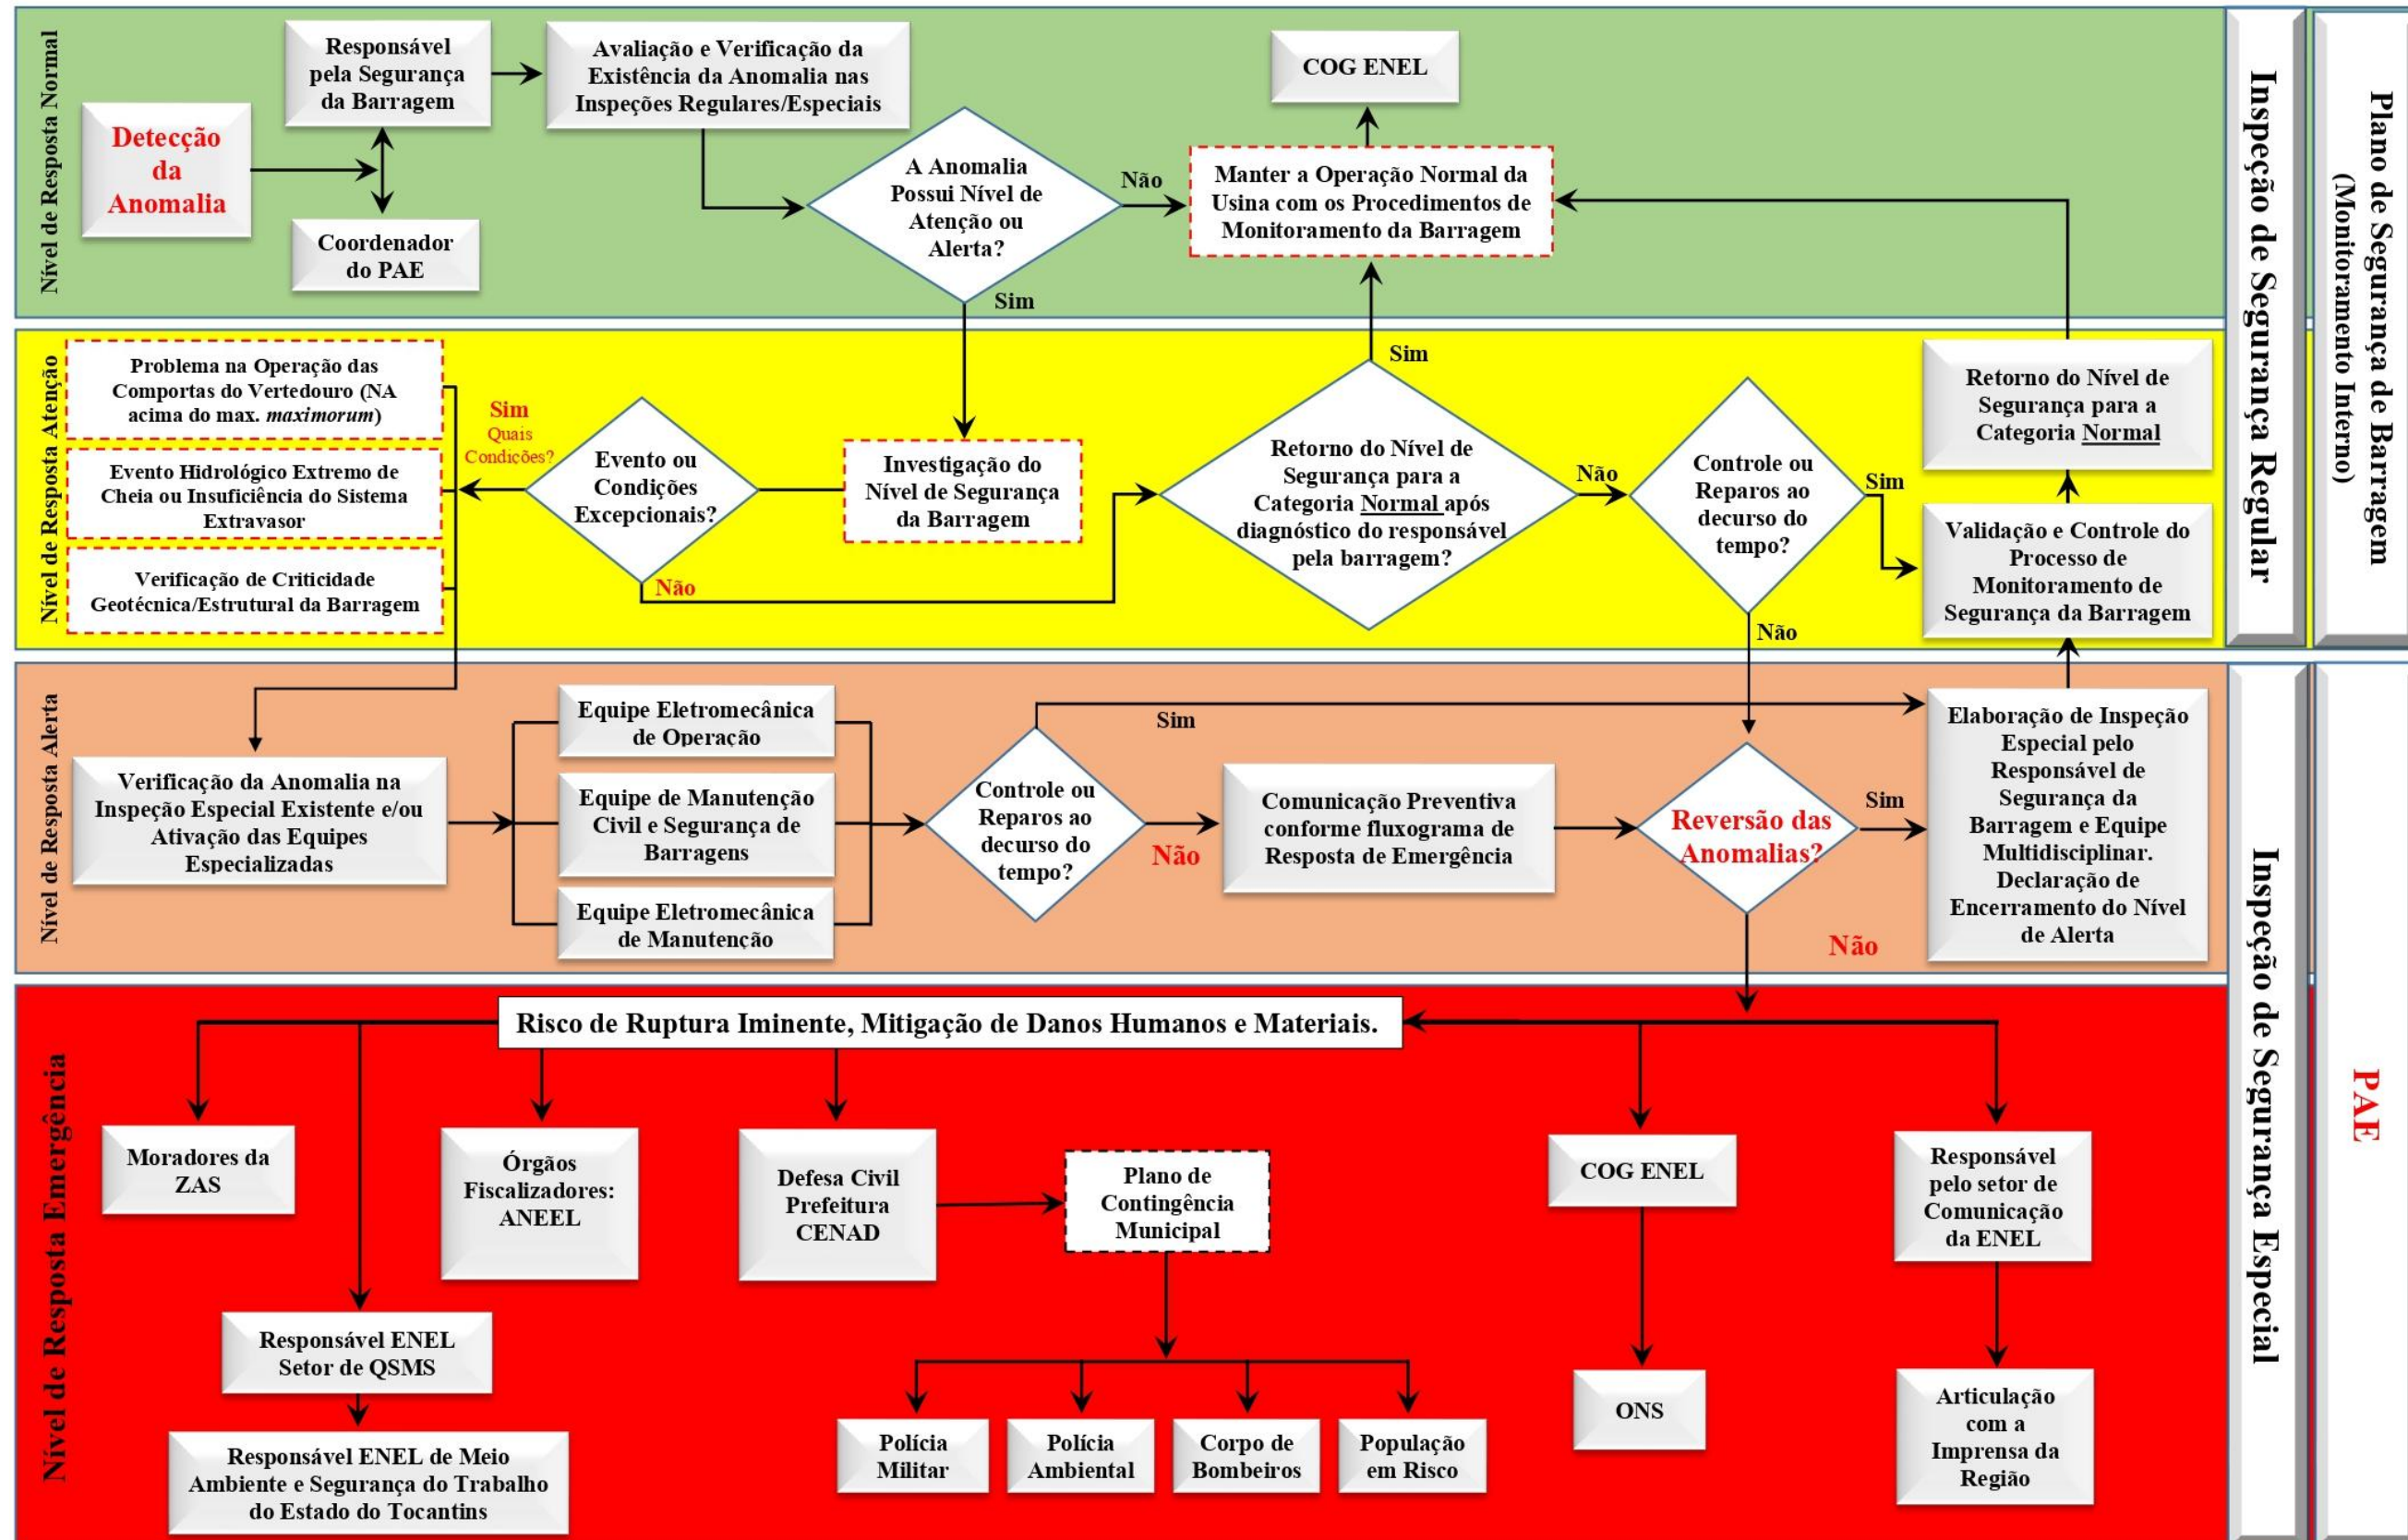 Nível de Resposta Normal
Detecção
da
Anomalia
Responsável
pela Segurança
da Barragem
Coordenador
do PAE
Avaliação e Verificação da
Existência da Anomalia nas
Inspeções Regulares/Especiais
A Anomalia
Possui Nível de
Atenção ou
Alerta?
Não
Sim
COG ENEL
Manter a Operação Normal da
Usina com os Procedimentos de
Monitoramento da Barragem
Inspeção de Segurança Regular
Plano de Segurança de Barragem
(Monitoramento Interno)
Nível de Resposta Atenção
Problema na Operação das
Comportas do Vertedouro (NA
acima do max. maximorum)
Evento Hidrológico Extremo de
Cheia ou Insuficiência do Sistema
Extravasor
Verificação de Criticidade
Geotécnica/Estrutural da Barragem
Sim
Quais
Condições?
Evento ou
Condições
Excepcionais?
Não
Investigação do
Nível de Segurança
da Barragem
Sim
Retorno do Nível de
Segurança para a
Categoria Normal após
diagnóstico do responsável
pela barragem?
Não
Controle ou
Reparos ao
decurso do
tempo?
Sim
Não
Retorno do Nível de
Segurança para a
Categoria Normal
Validação e Controle do
Processo de
Monitoramento de
Segurança da Barragem
Nível de Resposta Alerta
Verificação da Anomalia na
Inspeção Especial Existente e/ou
Ativação das Equipes
Especializadas
Equipe Eletromecânica
de Operação
Equipe de Manutenção
Civil e Segurança de
Barragens
Equipe Eletromecânica
de Manutenção
Controle ou
Reparos ao
decurso do
tempo?
Sim
Não
Comunicação Preventiva
conforme fluxograma de
Resposta de Emergência
Reversão das
Anomalias?
Sim
Não
Elaboração de Inspeção
Especial pelo
Responsável de
Segurança da
Barragem e Equipe
Multidisciplinar.
Declaração de
Encerramento do Nível
de Alerta
Inspeção de Segurança Especial
PAE
Nível de Resposta Emergência
Risco de Ruptura Iminente, Mitigação de Danos Humanos e Materiais.
Moradores da
ZAS
Responsável ENEL
Setor de QSMS
Responsável ENEL de Meio
Ambiente e Segurança do Trabalho
do Estado do Tocantins
Órgãos
Fiscalizadores:
ANEEL
Defesa Civil
Prefeitura
CENAD
Plano de
Contingência
Municipal
Polícia
Militar
Polícia
Ambiental
Corpo de
Bombeiros
População
em Risco
COG ENEL
ONS
Responsável
pelo setor de
Comunicação
da ENEL
Articulação
com a
Imprensa da
Região